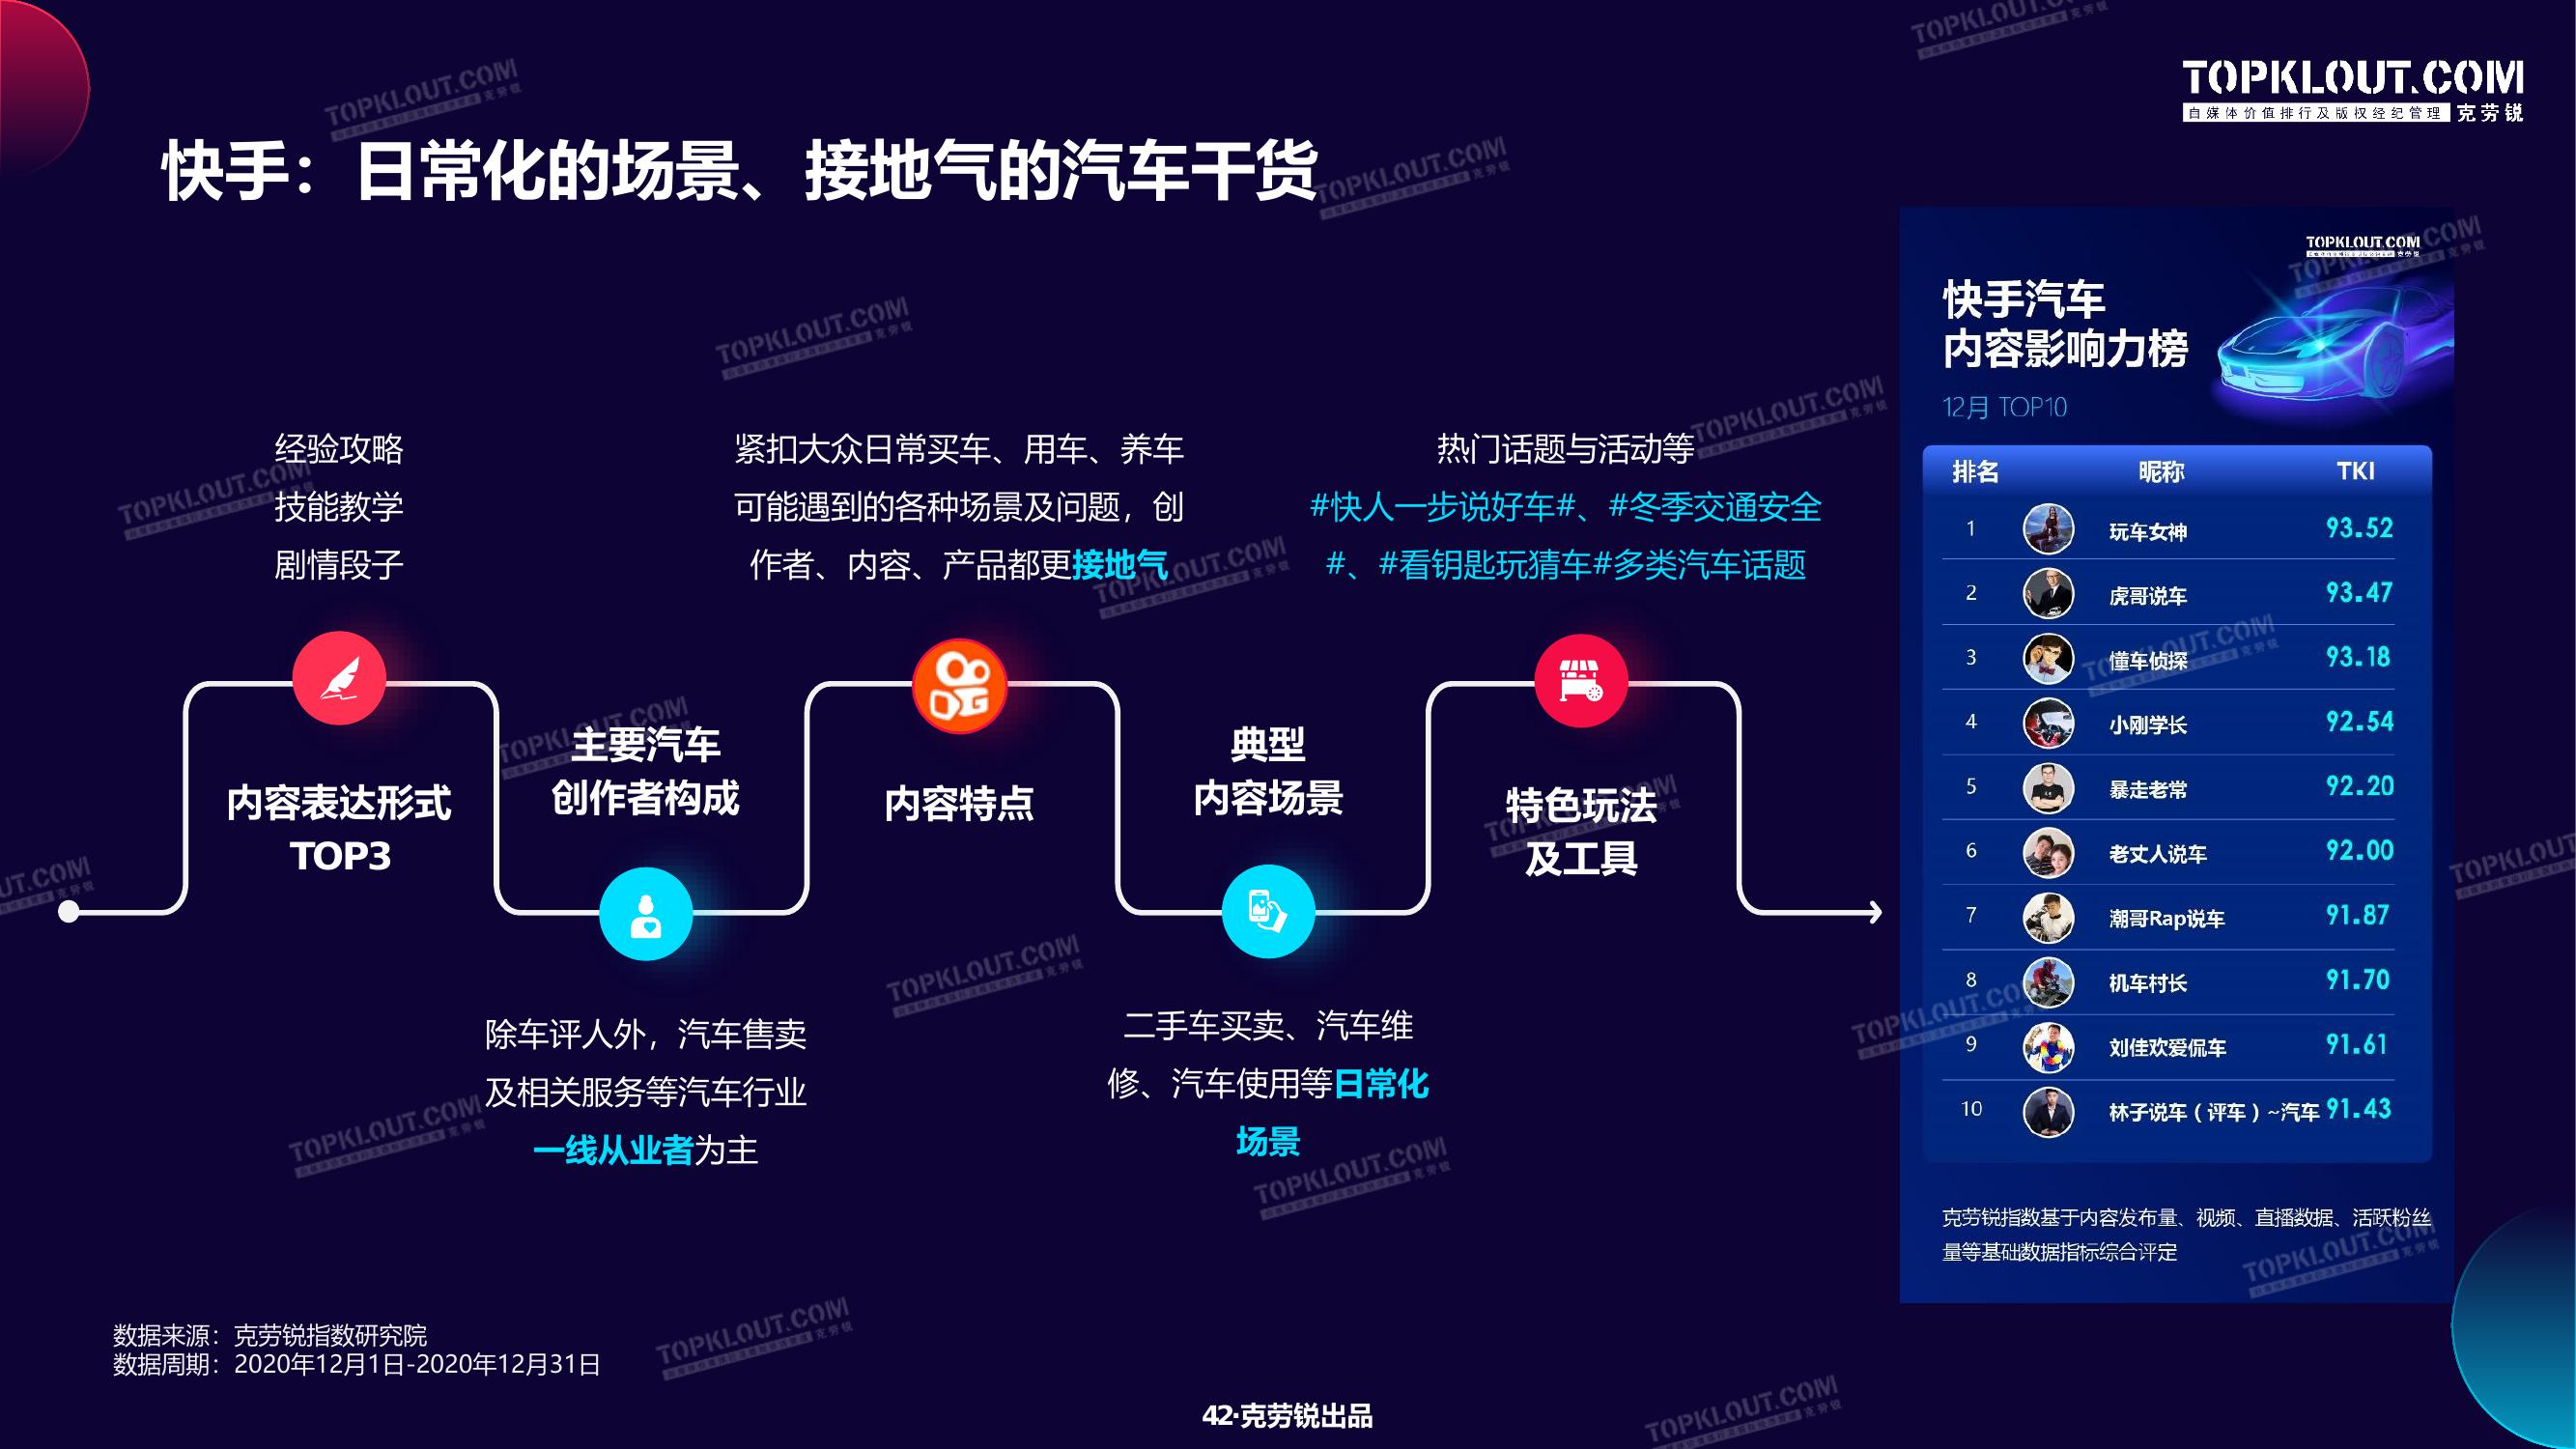 TOPKLOUT.COM
自媒体价值排行及版权经纪管理 克劳锐
快手：日常化的场景、接地气的汽车干货
经验攻略
技能教学
剧情段子
内容表达形式
TOP3
主要汽车
创作者构成
除车评人外，汽车售卖
及相关服务等汽车行业
一线从业者为主
紧扣大众日常买车、用车、养车
可能遇到的各种场景及问题，创
作者、内容、产品都更接地气
内容特点
典型
内容场景
二手车买卖、汽车维
修、汽车使用等日常化
场景
热门话题与活动等
#快人一步说好车#、#冬季交通安全
#、#看钥匙玩猜车#多类汽车话题
特色玩法
及工具
TOPKLOUT.COM
克劳锐
快手汽车
内容影响力榜
12月 TOP10
排名 昵称 TKI
1 玩车女神 93.52
2 虎哥说车 93.47
3 懂车侦探 93.18
4 小刚学长 92.54
5 暴走老常 92.20
6 老丈人说车 92.00
7 潮哥Rap说车 91.87
8 机车村长 91.70
9 刘佳欢爱侃车 91.61
10 林子说车（评车）~汽车 91.43
克劳锐指数基于内容发布量、视频、直播数据、活跃粉丝
量等基础数据指标综合评定
数据来源：克劳锐指数研究院
数据周期：2020年12月1日-2020年12月31日
42·克劳锐出品